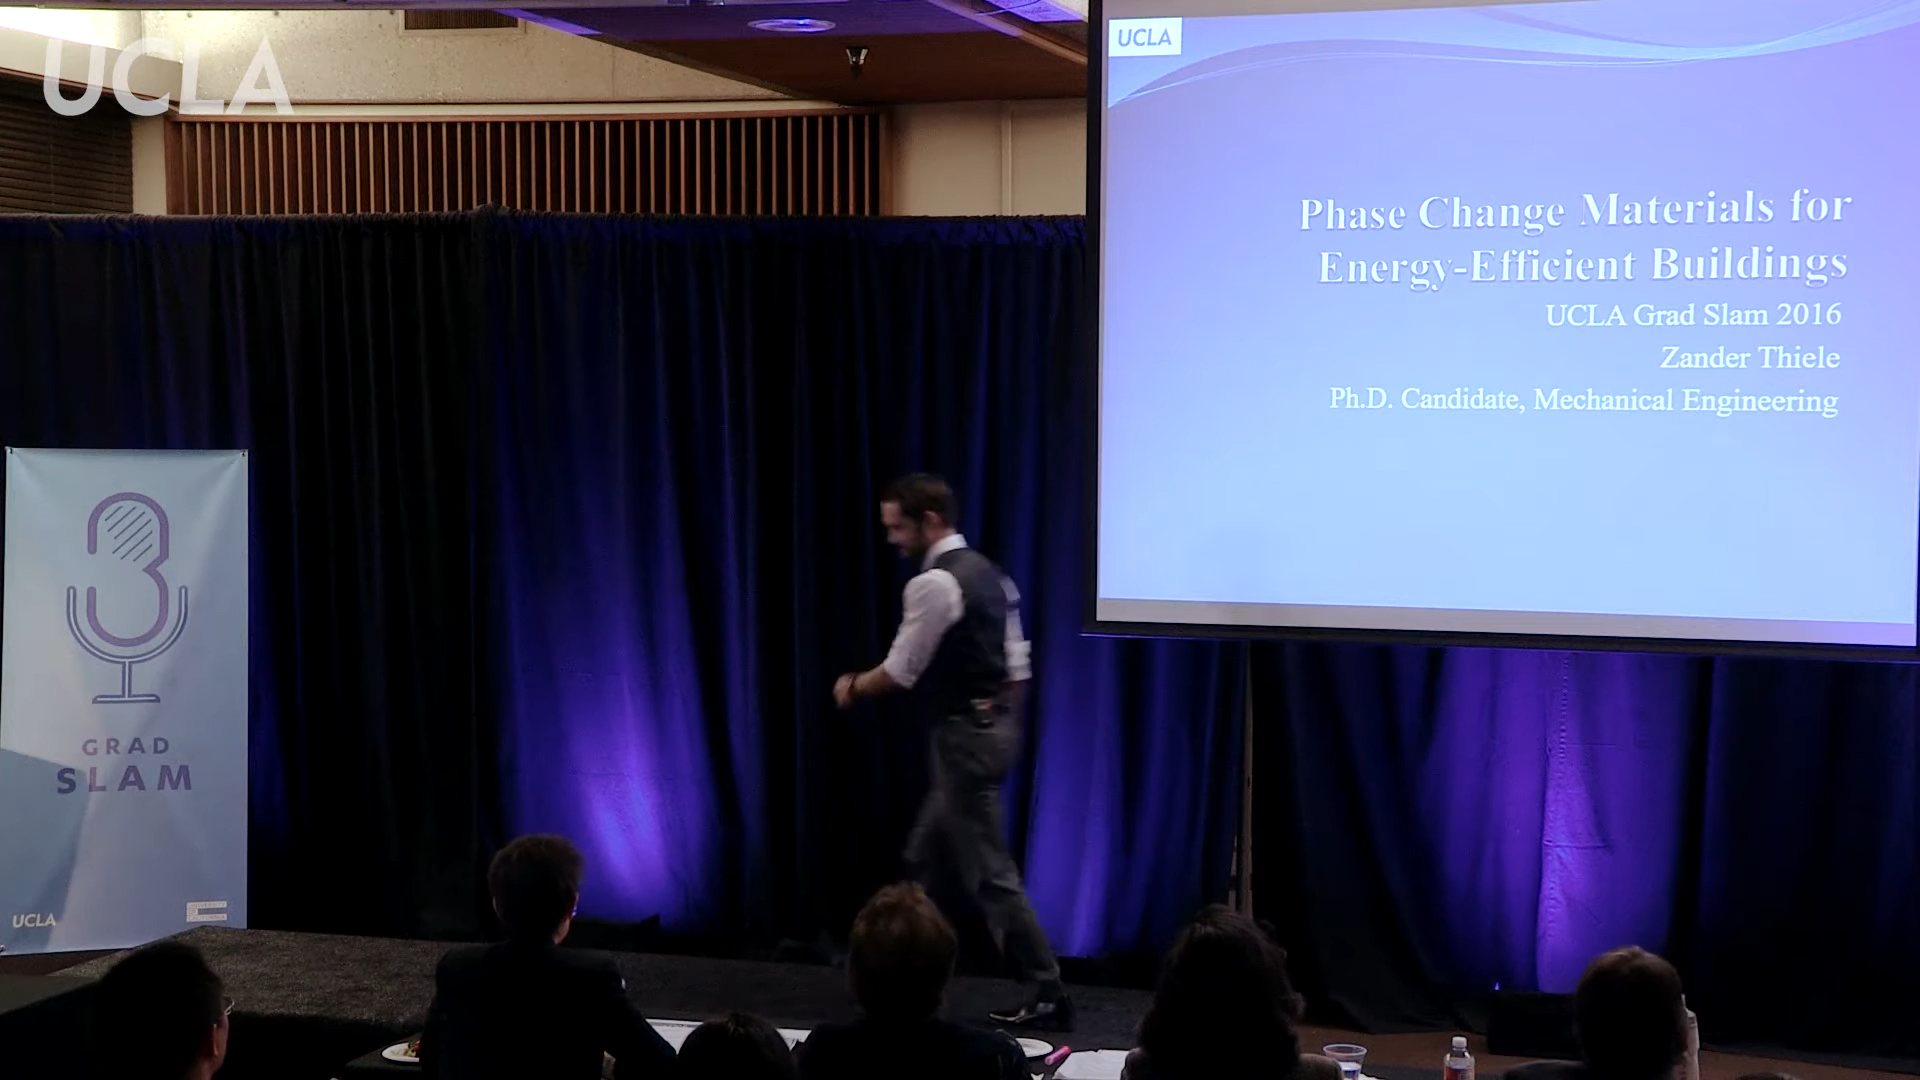 UCLA
UCLA
Phase Change Materials for
Energy-Efficient Buildings
UCLA Grad Slam 2016
Zander Thiele
Ph.D. Candidate, Mechanical Engineering
GRAD
SLAM
UCLA